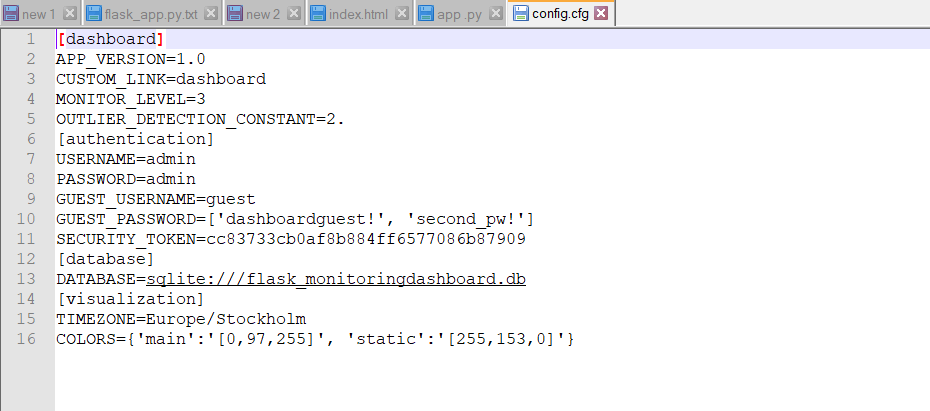 new 1 flask_app.py.txt new 2 index.html app .py config.cfg
1 [dashboard]
2 APP_VERSION=1.0
3 CUSTOM_LINK=dashboard
4 MONITOR_LEVEL=3
5 OUTLIER_DETECTION_CONSTANT=2.
6 [authentication]
7 USERNAME=admin
8 PASSWORD=admin
9 GUEST_USERNAME=guest
10 GUEST_PASSWORD=['dashboardguest!', 'second_pw!']
11 SECURITY_TOKEN=cc83733cb0af8b884ff6577086b87909
12 [database]
13 DATABASE=sqlite:///flask_monitoringdashboard.db
14 [visualization]
15 TIMEZONE=Europe/Stockholm
16 COLORS={'main':'[0,97,255]', 'static':'[255,153,0]'}